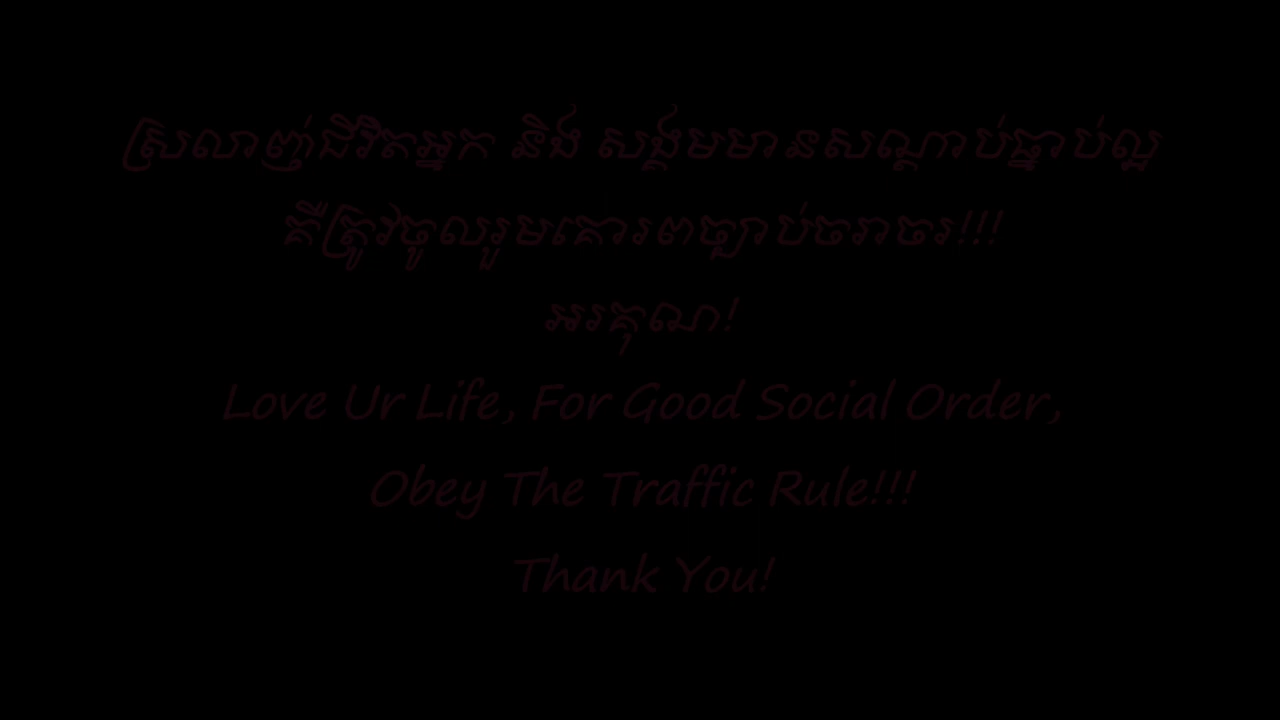 ស្រលាញ់ជីវិតអ្នក និង សង្គមមានសណ្តាប់ធ្នាប់ល្អ
គឺត្រូវចូលរួមគោរពច្បាប់ចរាចរ!!!
អរគុណ!
Love Ur Life, For Good Social Order,
Obey The Traffic Rule!!!
Thank You!